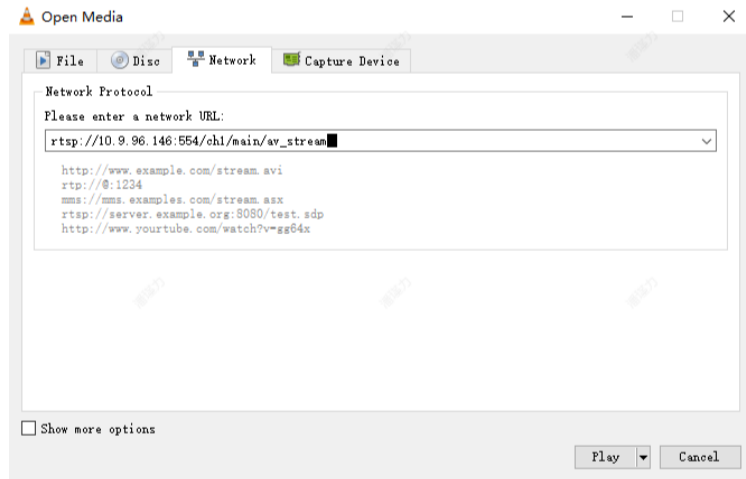 Open Media
File Disc Network Capture Device
Network Protocol
Please enter a network URL:
rtsp://10.9.96.146:554/ch1/main/av_stream
http://www.example.com/stream.avi
rtp://@:1234
mms://mms.examples.com/stream.asx
rtsp://server.example.org:8080/test.sdp
http://www.yourtube.com/watch?v=gg64x
Show more options
Play Cancel